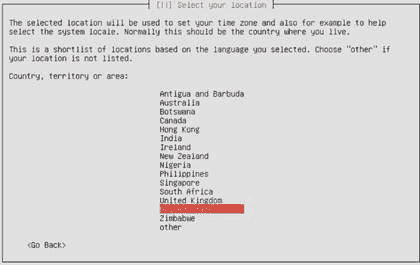 [!!] Select your location
The selected location will be used to set your time zone and also for example to help
select the system locale. Normally this should be the country where you live.
This is a shortlist of locations based on the language you selected. Choose "other" if
your location is not listed.
Country, territory or area:
Antigua and Barbuda
Australia
Botswana
Canada
Hong Kong
India
Ireland
New Zealand
Nigeria
Philippines
Singapore
South Africa
United Kingdom
Zimbabwe
other
<Go Back>